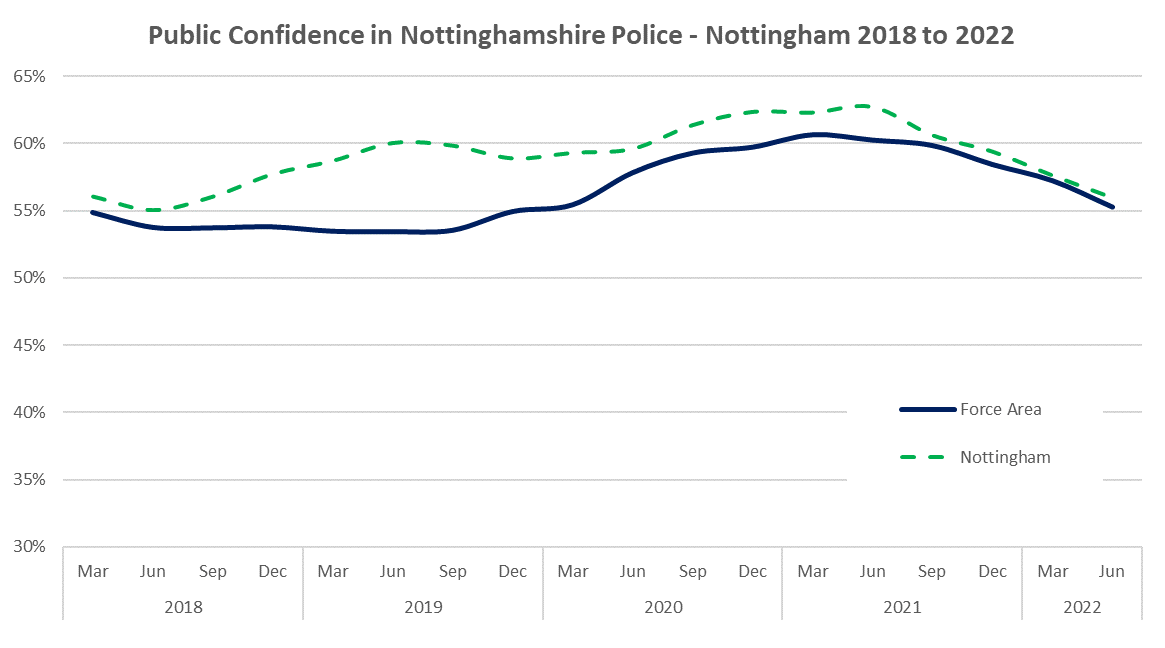 Public Confidence in Nottinghamshire Police - Nottingham 2018 to 2022
65%
60%
55%
50%
45%
40%
35%
30%
Force Area
Nottingham
Mar Jun Sep Dec Mar Jun Sep Dec Mar Jun Sep Dec Mar Jun Sep Dec Mar Jun
2018 2019 2020 2021 2022